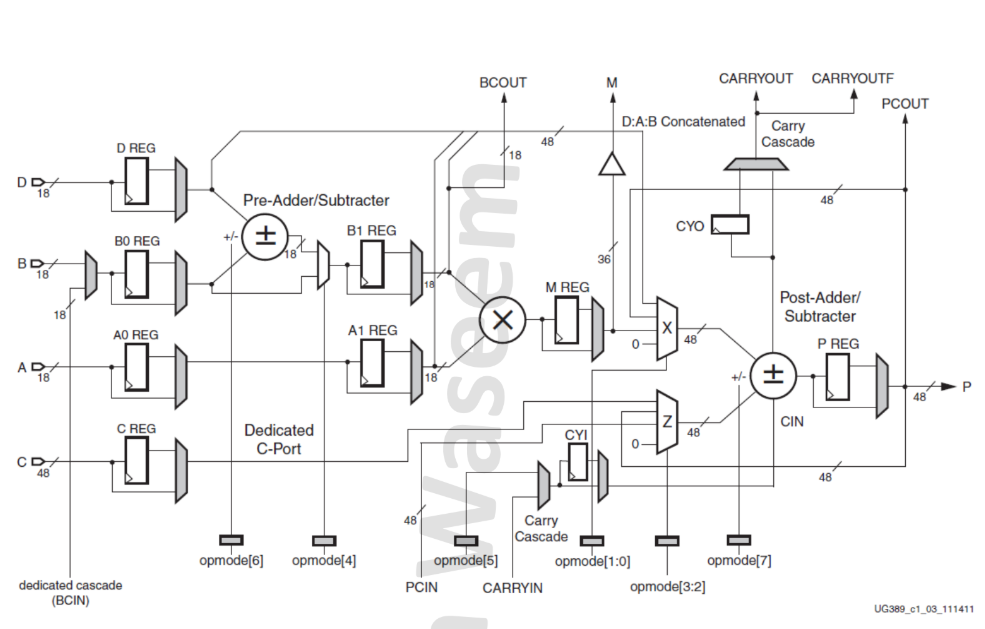 BCOUT
M
CARRYOUT
CARRYOUTF
PCOUT
D:A:B Concatenated
Carry
Cascade
48
18
D REG
D
18
48
Pre-Adder/Subtracter
CYO
+/-
±
18
B0 REG
B1 REG
B
18
36
18
18
M REG
Post-Adder/
Subtracter
A0 REG
A1 REG
×
X
48
0
P REG
A
18
18
+/-
±
48
P
C REG
Dedicated
C-Port
Z
48
0
CIN
CYI
C
48
48
48
Carry
Cascade
opmode[6]
opmode[4]
opmode[5]
opmode[1:0]
opmode[7]
dedicated cascade
(BCIN)
PCIN
CARRYIN
opmode[3:2]
UG389_c1_03_111411
n Waseem